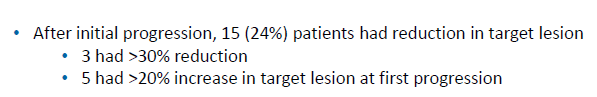 • After initial progression, 15 (24%) patients had reduction in target lesion
• 3 had >30% reduction
• 5 had >20% increase in target lesion at first progression